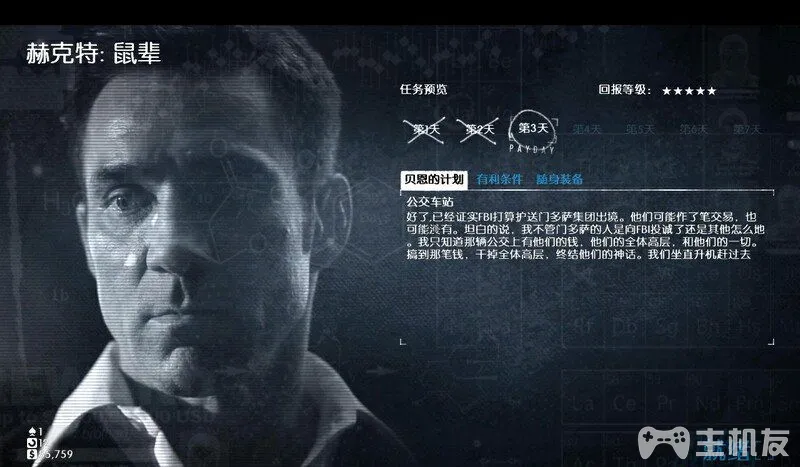 赫克特: 鼠辈
任务预览
回报等级: ★★★★★
第1天 第2天 第3天 第4天 第5天 第6天 第7天
PAYDAY
贝恩的计划 有利条件 随身装备
公交车站
好了,已经证实FBI打算护送门多萨集团出境。他们可能作了笔交易，也
可能没有。坦白的说，我不管门多萨的人是向FBI投诚了还是其他怎么地
。我只知道那辆公交上有他们的钱，他们的全体高层，和他们的一切。
搞到那笔钱，干掉全体高层，终结他们的神话。我们坐直升机赶过去
La Ce Pr Nd
1
5,759
主机友